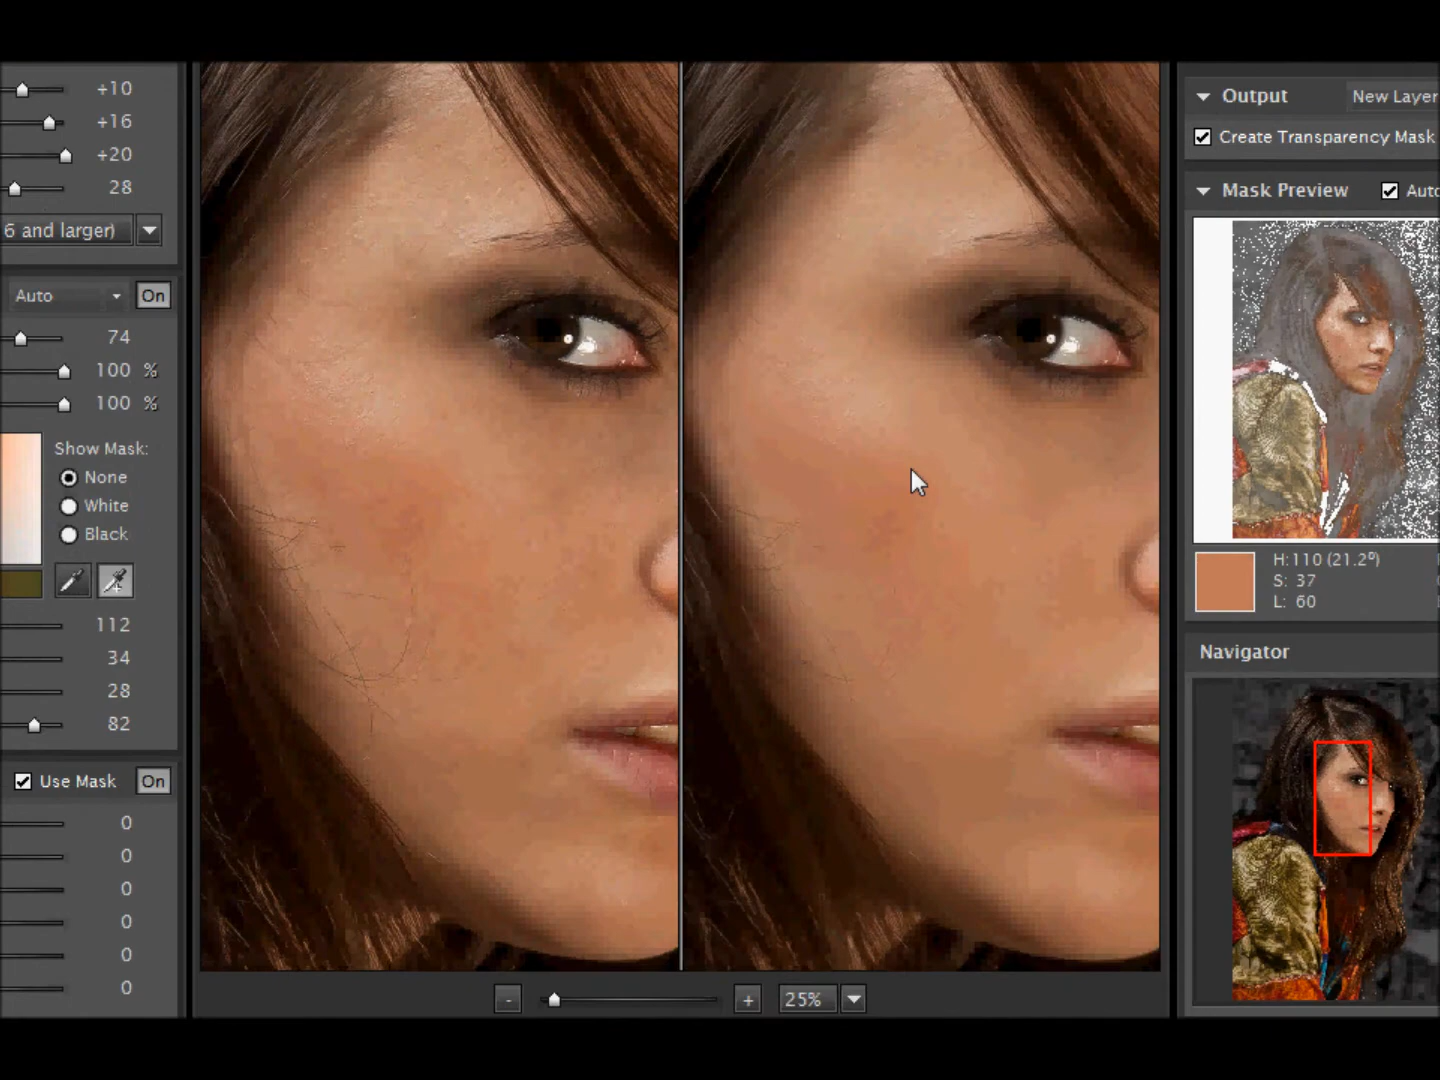 +10
+16
+20
28
6 and larger)
Auto
On
74
100 %
100 %
Show Mask:
None
White
Black
112
34
28
82
Use Mask
On
0
0
0
0
0
0
-
+
25%
Output
New Layer
Create Transparency Mask
Mask Preview
Auto
H:110 (21.2º)
S: 37
L: 60
Navigator